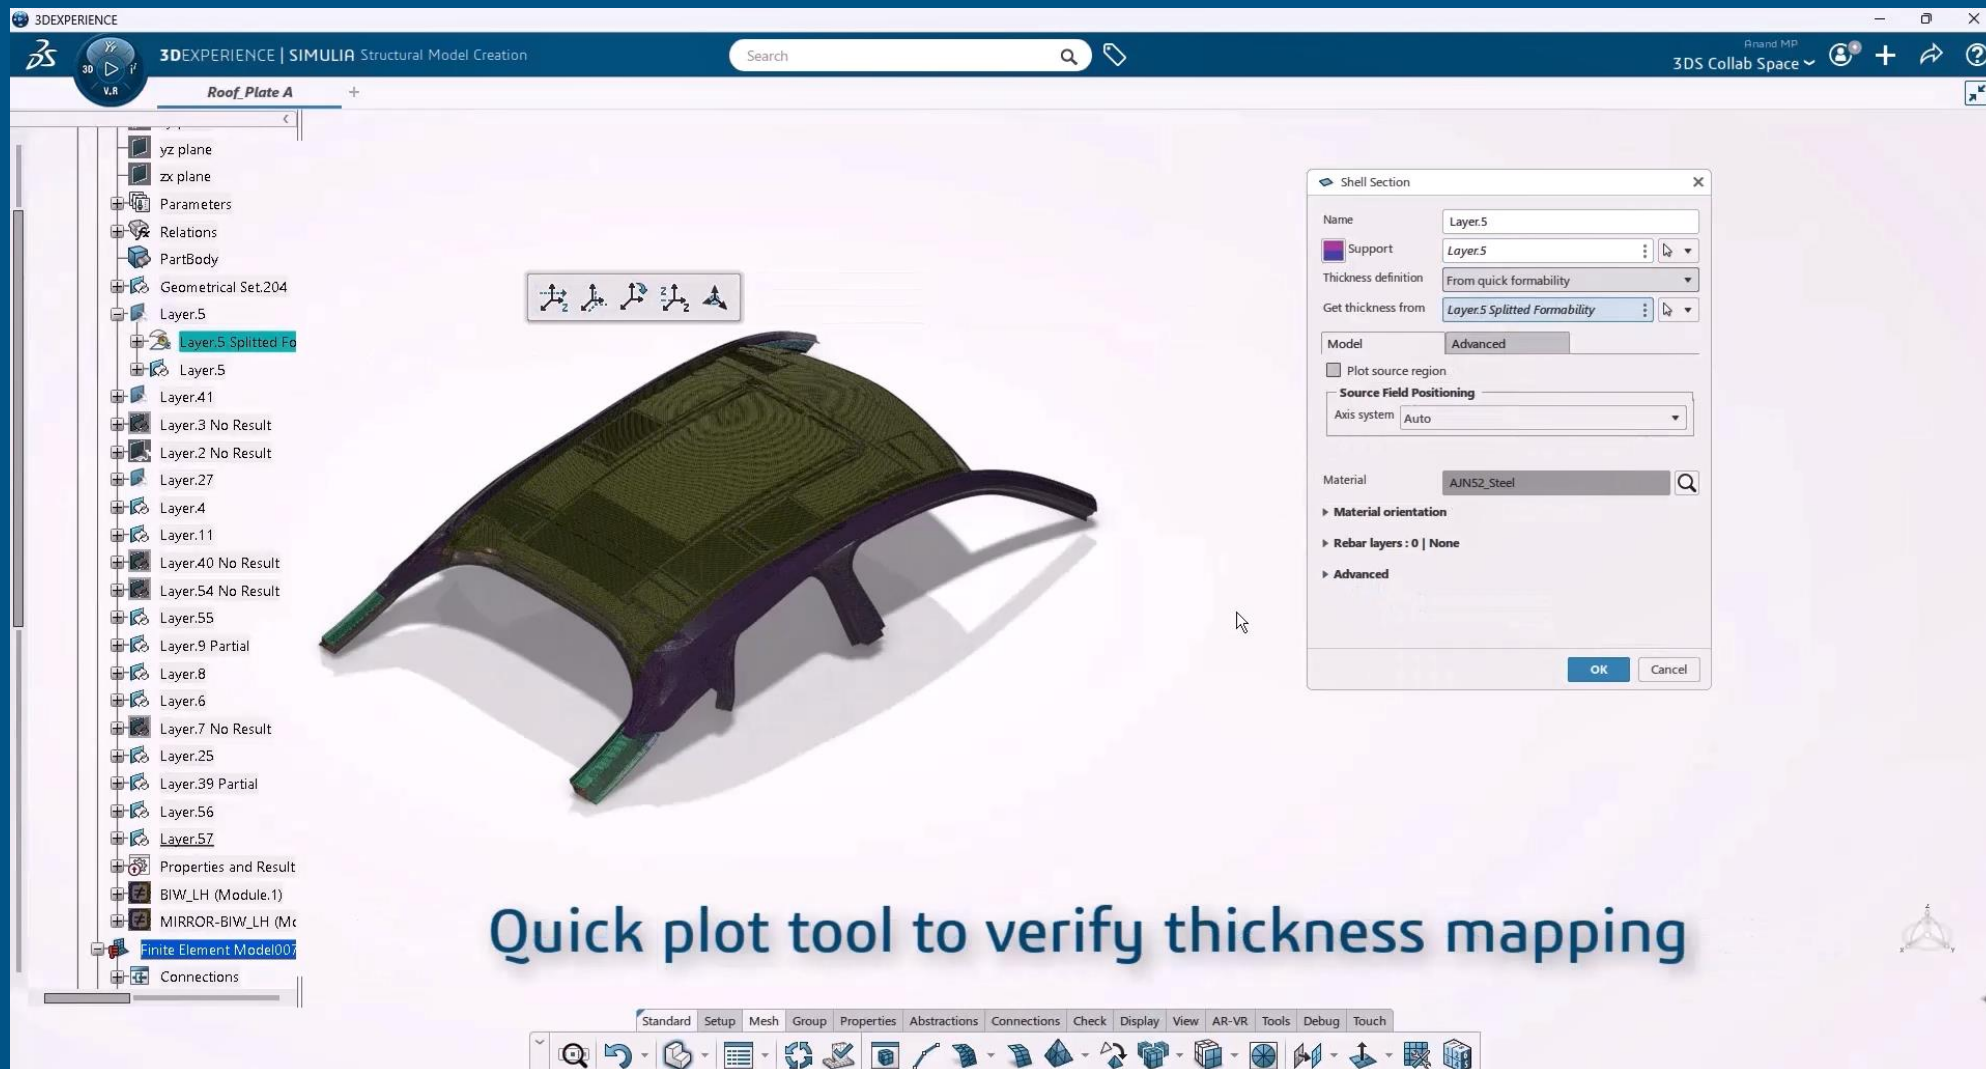 3DEXPERIENCE
3DEXPERIENCE | SIMULIA Structural Model Creation
Search
Anand MP
3DS Collab Space
3D
V.R
Roof_Plate A
yz plane
zx plane
Parameters
Relations
PartBody
Geometrical Set.204
Layer.5
Layer.5 Splitted Fo
Layer.5
Layer.41
Layer.3 No Result
Layer.2 No Result
Layer.27
Layer.4
Layer.11
Layer.40 No Result
Layer.54 No Result
Layer.55
Layer.9 Partial
Layer.8
Layer.6
Layer.7 No Result
Layer.25
Layer.39 Partial
Layer.56
Layer.57
Properties and Result
BIW_LH (Module.1)
MIRROR-BIW_LH (Mo
Finite Element Model007
Connections
Shell Section
Name Layer.5
Support Layer.5
Thickness definition From quick formability
Get thickness from Layer.5 Splitted Formability
Model Advanced
Plot source region
Source Field Positioning
Axis system Auto
Material AJN52_Steel
Material orientation
Rebar layers : 0 | None
Advanced
OK Cancel
Quick plot tool to verify thickness mapping
Standard Setup Mesh Group Properties Abstractions Connections Check Display View AR-VR Tools Debug Touch